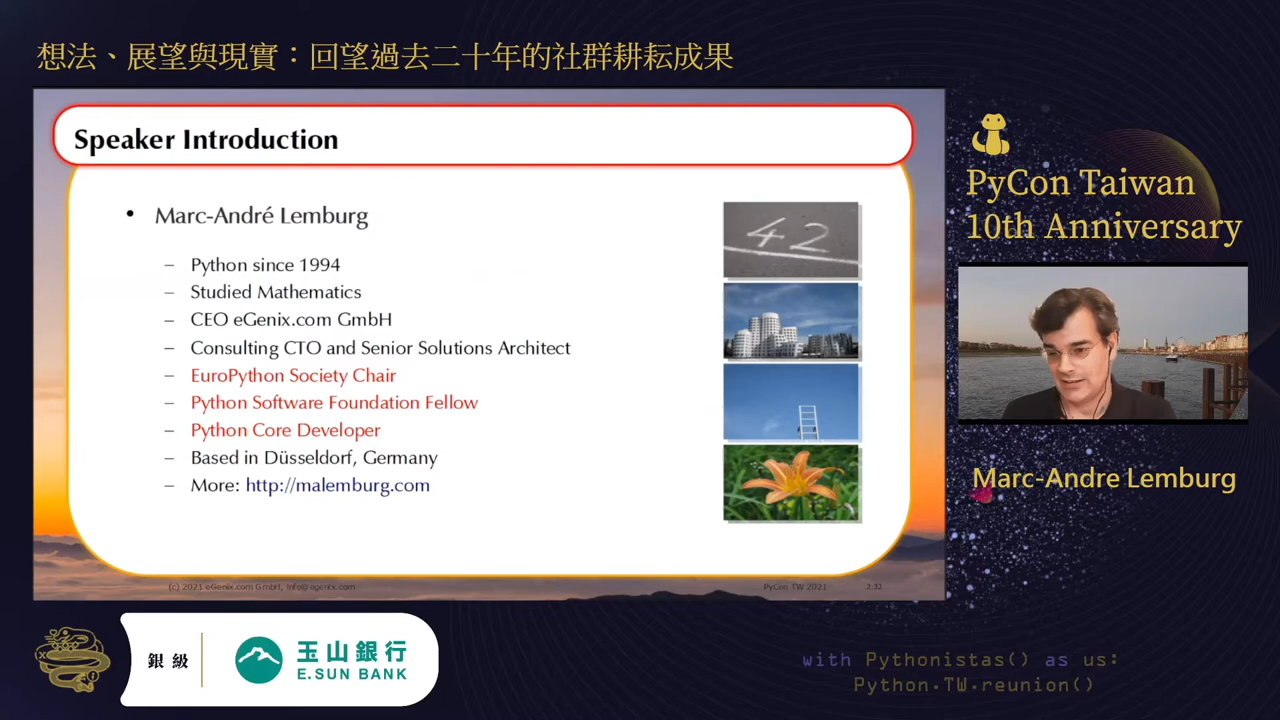 想法、展望與現實：回望過去二十年的社群耕耘成果
Speaker Introduction
• Marc-André Lemburg
– Python since 1994
– Studied Mathematics
– CEO eGenix.com GmbH
– Consulting CTO and Senior Solutions Architect
– EuroPython Society Chair
– Python Software Foundation Fellow
– Python Core Developer
– Based in Düsseldorf, Germany
– More: http://malemburg.com
42
(c) 2021 eGenix.com GmbH, info@egenix.com
PyCon TW 2021
2:32
PyCon Taiwan
10th Anniversary
Marc-Andre Lemburg
銀級
玉山銀行
E.SUN BANK
with Pythonistas() as us:
Python.TW.reunion()